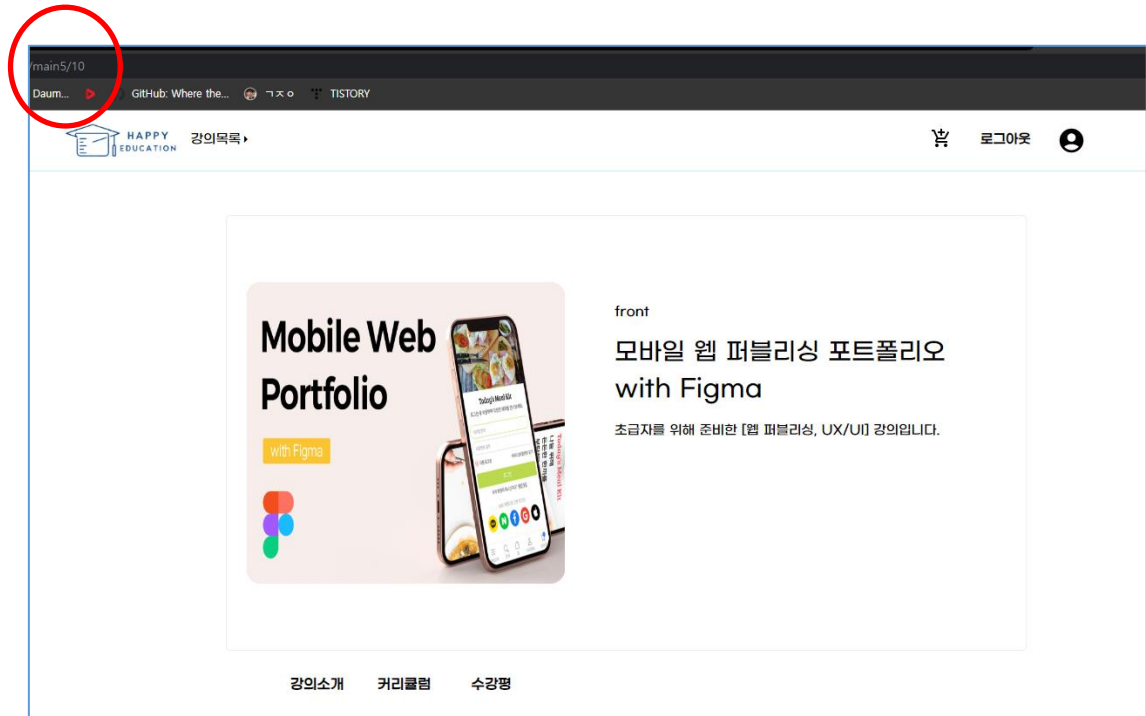 /main5/10
Daum...
GitHub: Where the...
ㄱㅈㅇ
TISTORY
HAPPY
EDUCATION
강의목록
로그아웃
Mobile Web
Portfolio
with Figma
Today's Meal Kit
front
모바일 웹 퍼블리싱 포트폴리오
with Figma
초급자를 위해 준비한 [웹 퍼블리싱, UX/UI] 강의입니다.
강의소개
커리큘럼
수강평